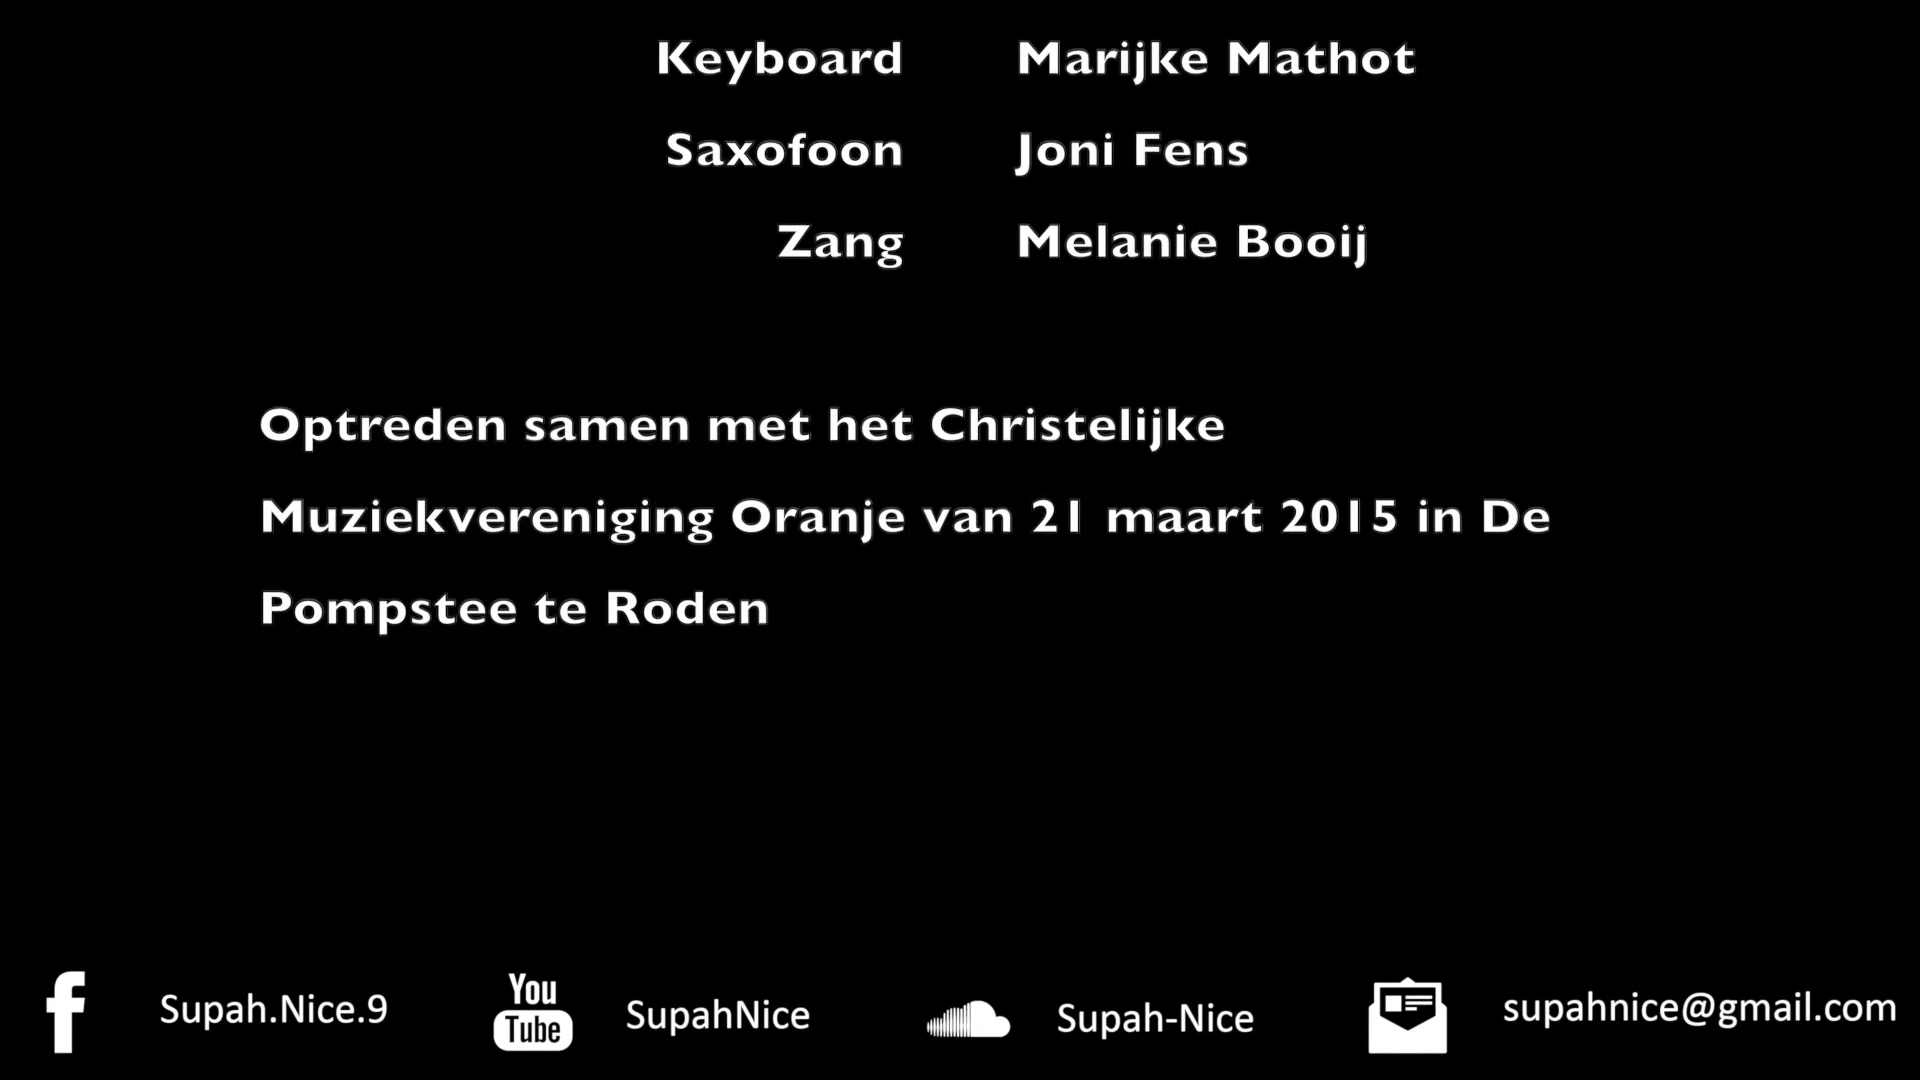 Keyboard Marijke Mathot
Saxofoon Joni Fens
Zang Melanie Booij
Optreden samen met het Christelijke
Muziekvereniging Oranje van 21 maart 2015 in De
Pompstee te Roden
f Supah.Nice.9 You Tube SupahNice Supah-Nice supahnice@gmail.com